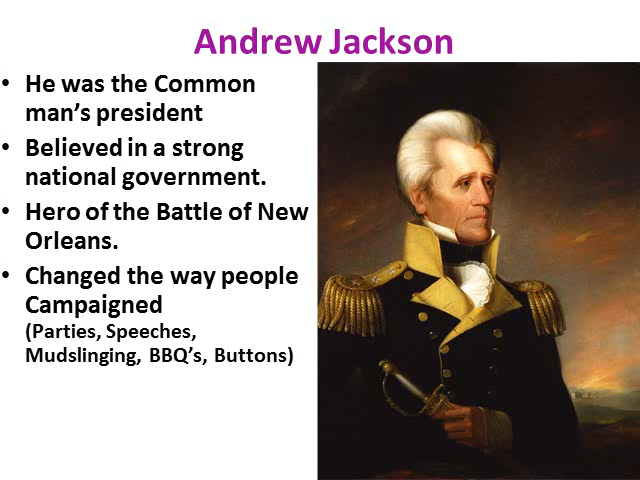 Andrew Jackson
• He was the Common
man's president
• Believed in a strong
national government.
• Hero of the Battle of New
Orleans.
• Changed the way people
Campaigned
(Parties, Speeches,
Mudslinging, BBQ's, Buttons)